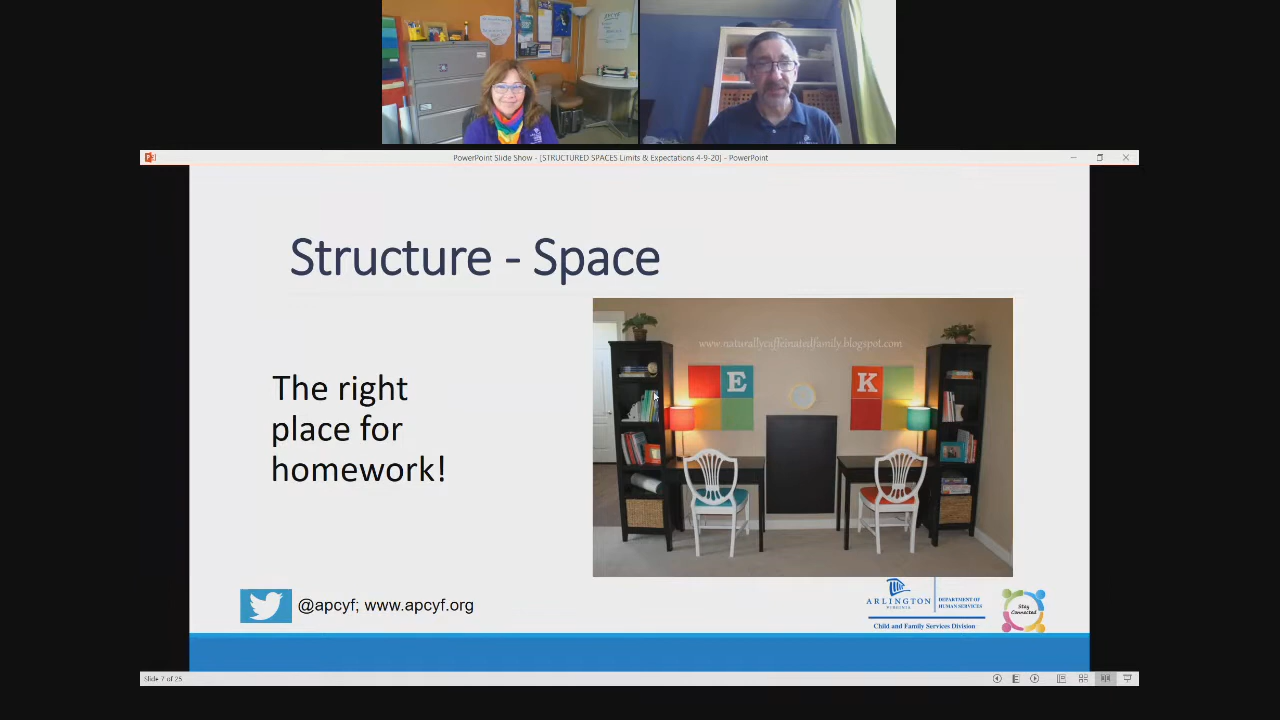 APCYF
PowerPoint Slide Show - [STRUCTURED SPACES Limits & Expectations 4-9-20] - PowerPoint
Structure - Space
www.naturallycaffeinatedfamily.blogspot.com
E
K
The right
place for
homework!
@apcyf; www.apcyf.org
ARLINGTON
VIRGINIA
DEPARTMENT OF
HUMAN SERVICES
Child and Family Services Division
Stay
Connected
Slide 7 of 25